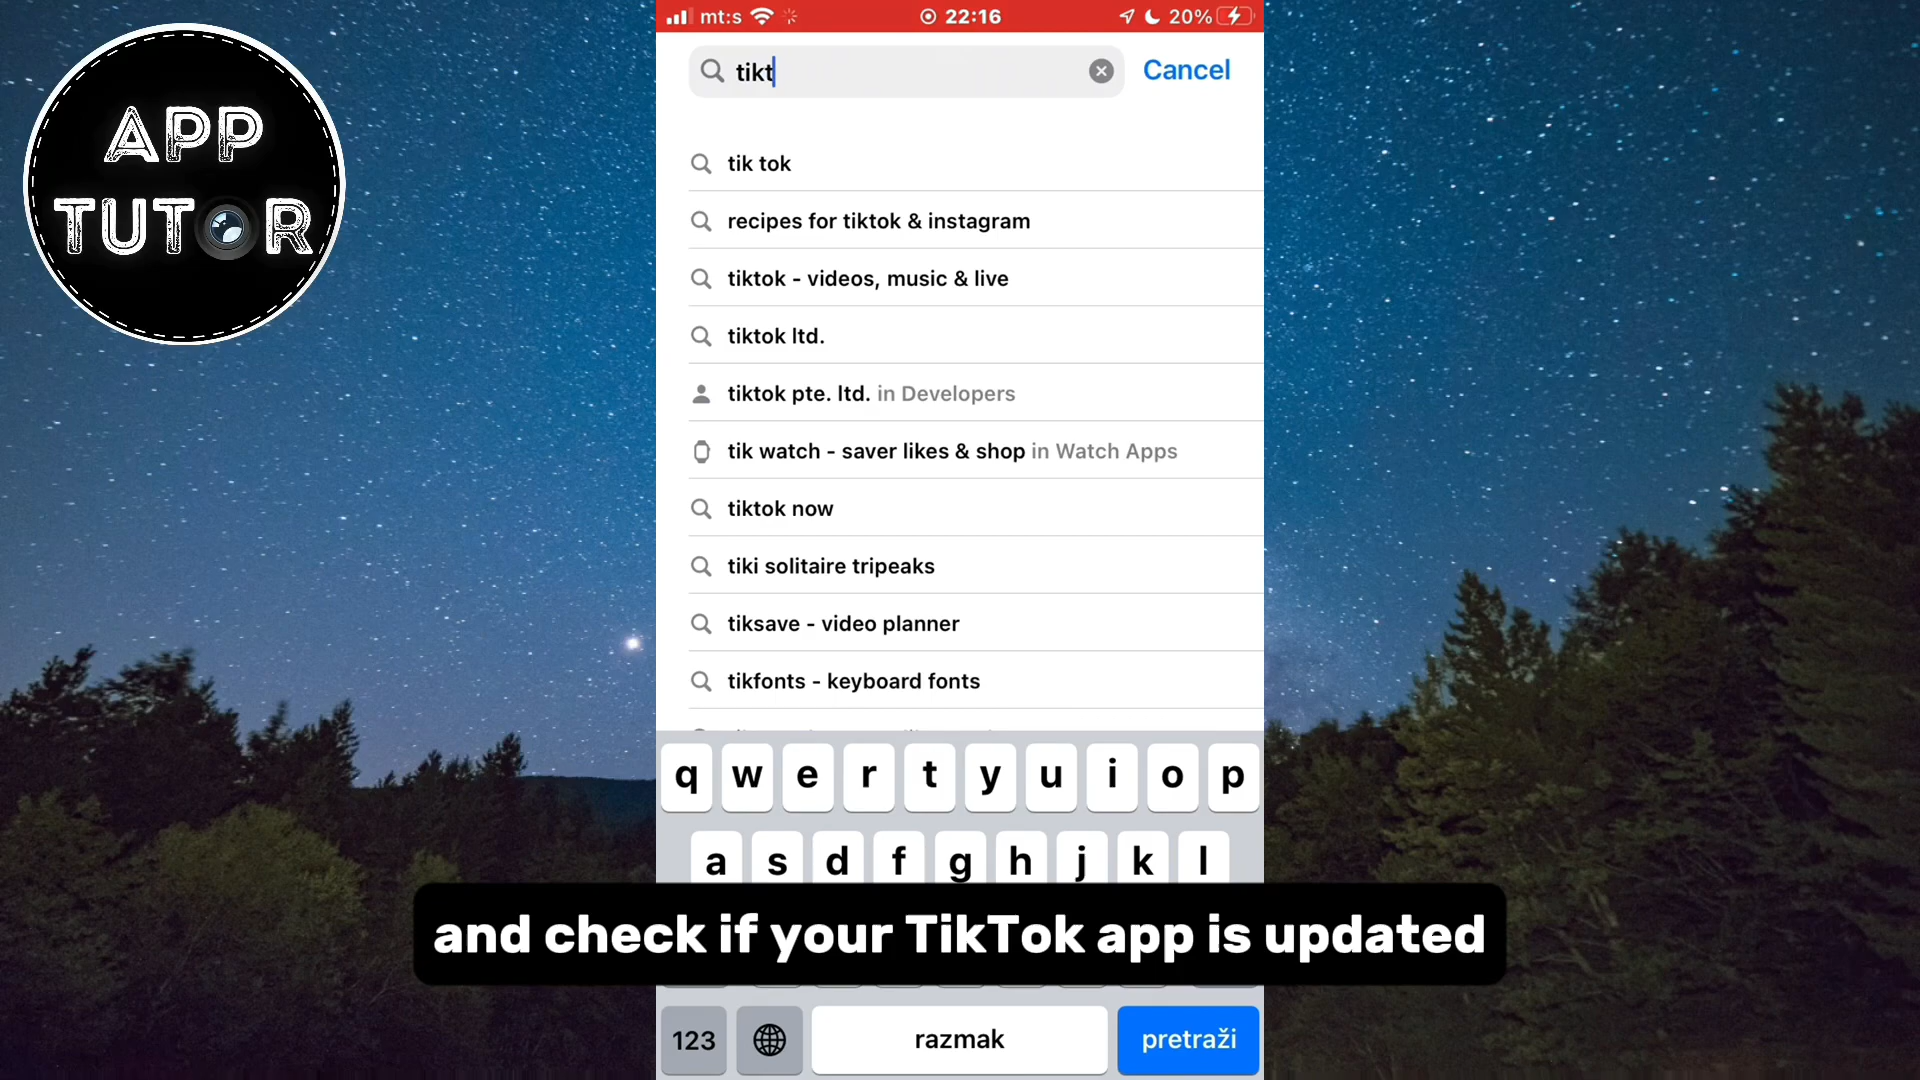 APP
TUTOR
mt:s 22:16 20%
tikt Cancel
tik tok
recipes for tiktok & instagram
tiktok - videos, music & live
tiktok ltd.
tiktok pte. ltd. in Developers
tik watch - saver likes & shop in Watch Apps
tiktok now
tiki solitaire tripeaks
tiksave - video planner
tikfonts - keyboard fonts
q w e r t y u i o p
a s d f g h j k l
and check if your TikTok app is updated
123 razmak pretraži